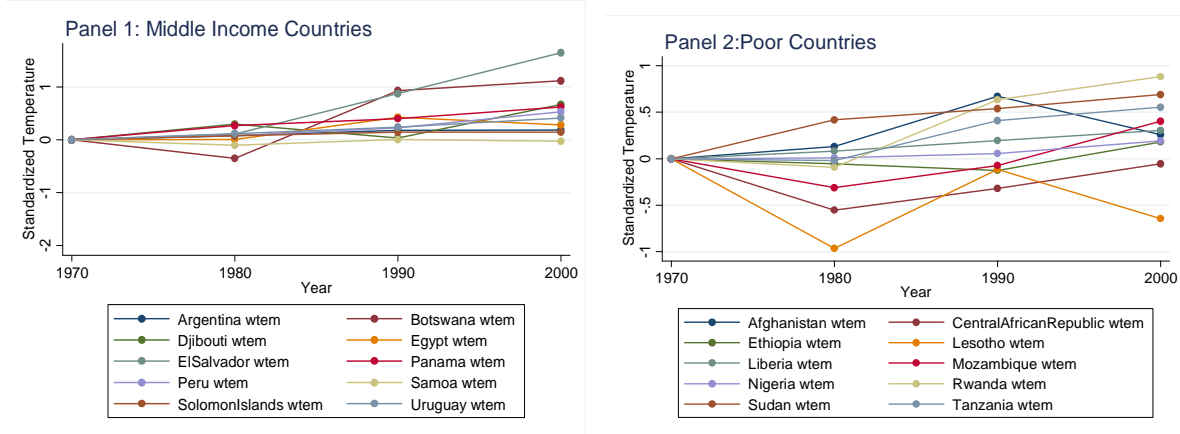 Panel 1: Middle Income Countries
Standardized Temperature
1
0
-1
-2
1970 1980 1990 2000
Year
Argentina wtem Botswana wtem
Djibouti wtem Egypt wtem
ElSalvador wtem Panama wtem
Peru wtem Samoa wtem
SolomonIslands wtem Uruguay wtem
Panel 2:Poor Countries
Standardized Temperature
1
.5
0
-.5
-1
1970 1980 1990 2000
Year
Afghanistan wtem CentralAfricanRepublic wtem
Ethiopia wtem Lesotho wtem
Liberia wtem Mozambique wtem
Nigeria wtem Rwanda wtem
Sudan wtem Tanzania wtem